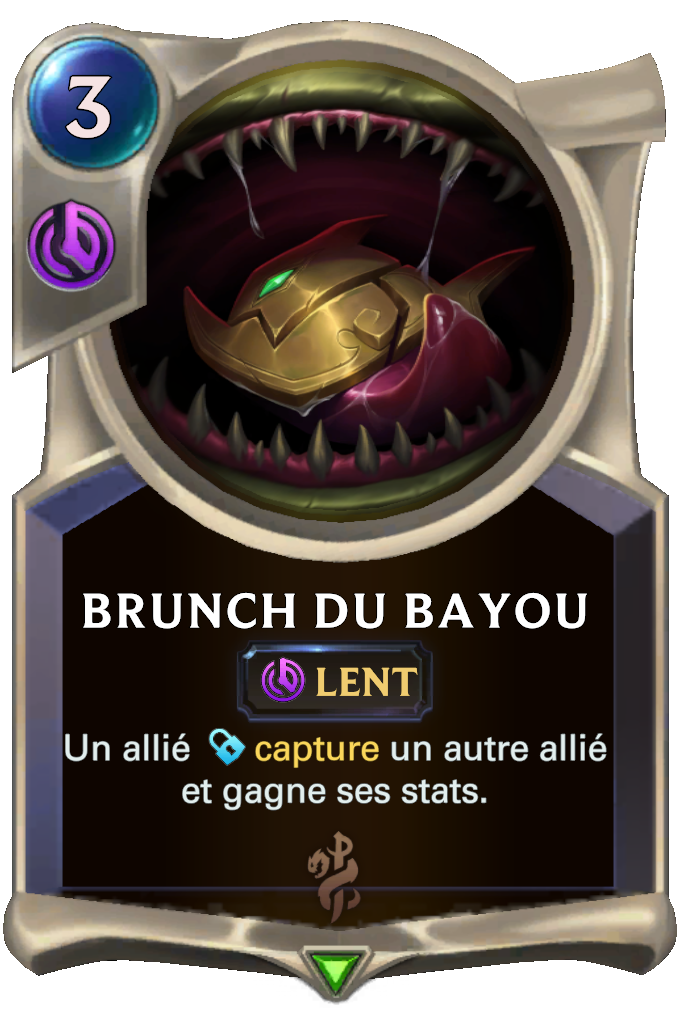 3
BRUNCH DU BAYOU
LENT
Un allié capture un autre allié
et gagne ses stats.